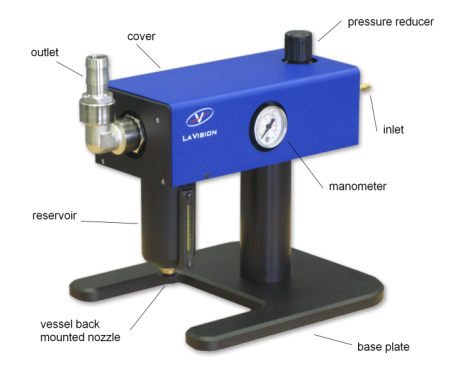 pressure reducer
cover
outlet
inlet
LAVISION
manometer
reservoir
vessel back
mounted nozzle
base plate